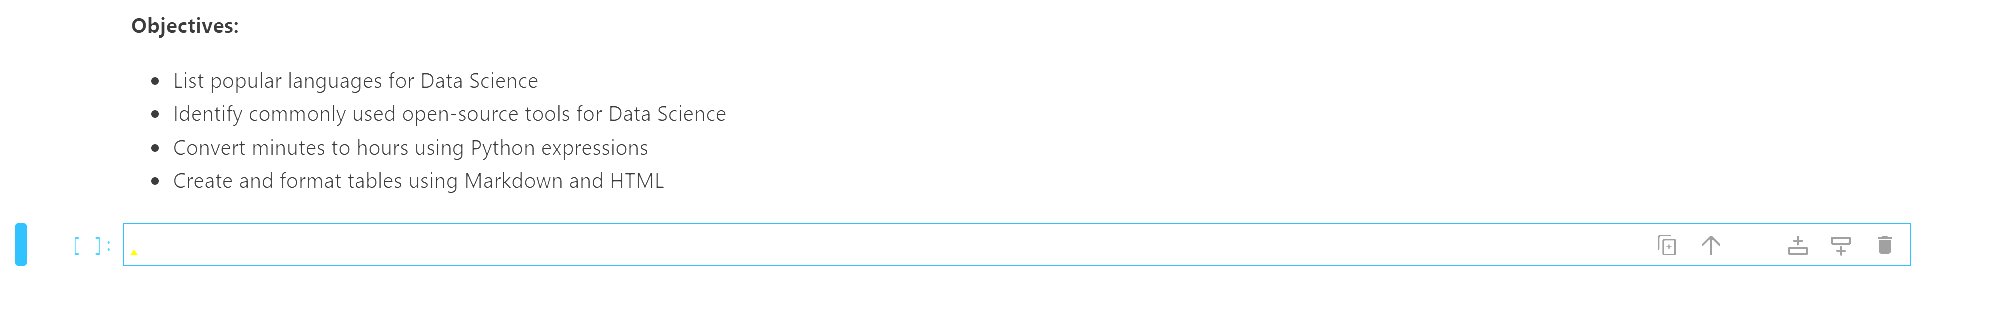 Objectives:
• List popular languages for Data Science
• Identify commonly used open-source tools for Data Science
• Convert minutes to hours using Python expressions
• Create and format tables using Markdown and HTML
[ ]: